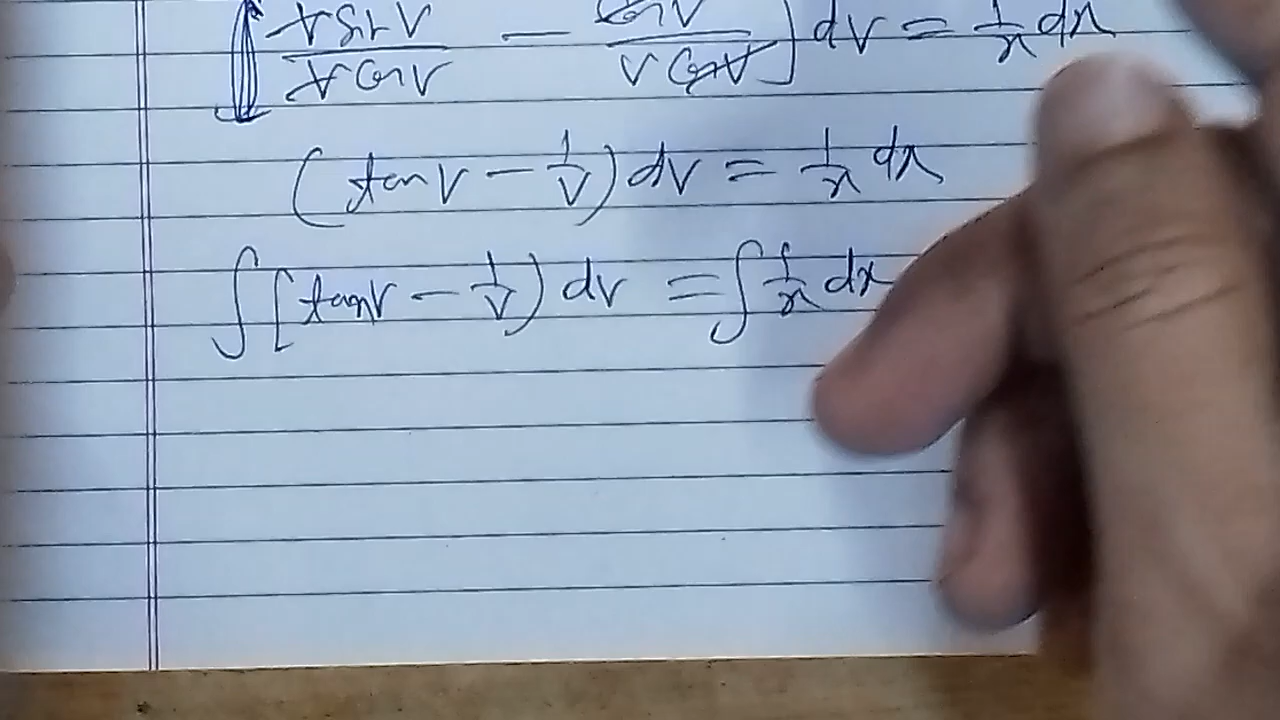 ∫[ v sin v / v cos v − cos v / v cos v ] dv = 1/x dx
(tan v − 1/v) dv = 1/x dx
∫[tan v − 1/v) dv = ∫ 1/x dx